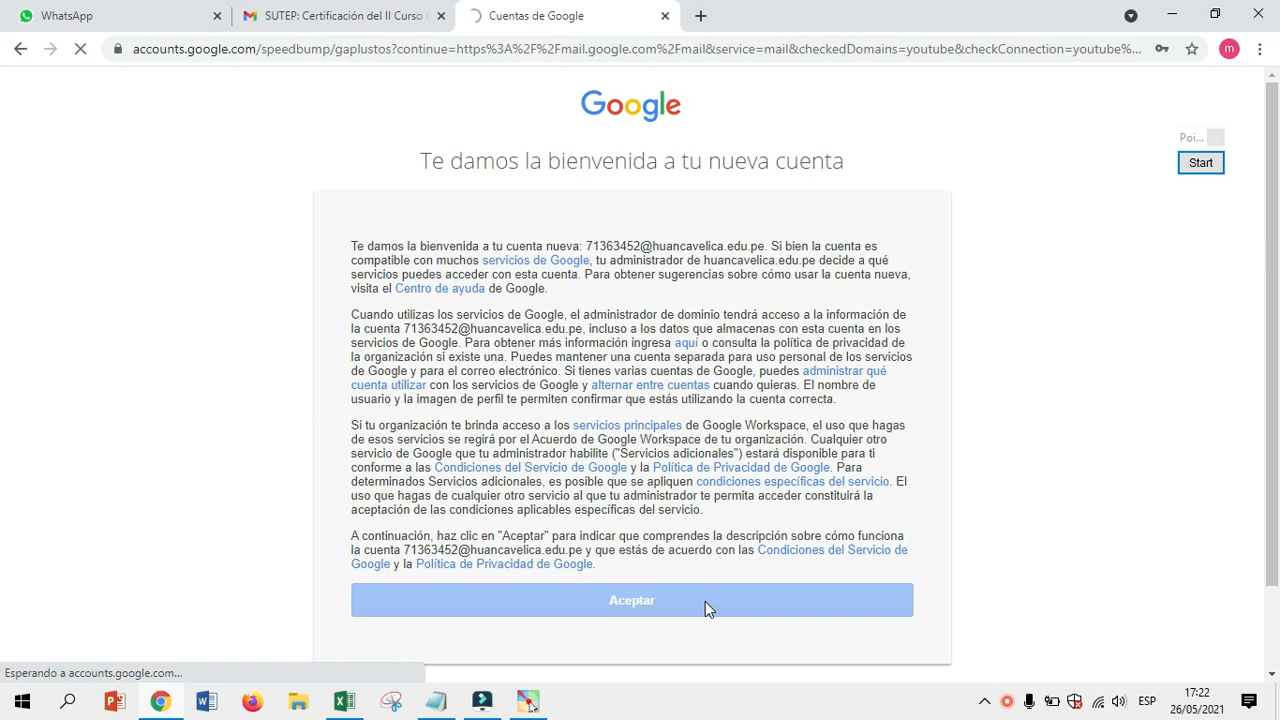 WhatsApp
SUTEP: Certificación del II Curso
Cuentas de Google
accounts.google.com/speedbump/gaplustos?continue=https%3A%2F%2Fmail.google.com%2Fmail&service=mail&checkedDomains=youtube&checkConnection=youtube%...
m
Google
Poi...
Te damos la bienvenida a tu nueva cuenta
Start
Te damos la bienvenida a tu cuenta nueva: 71363452@huancavelica.edu.pe. Si bien la cuenta es
compatible con muchos servicios de Google, tu administrador de huancavelica.edu.pe decide a qué
servicios puedes acceder con esta cuenta. Para obtener sugerencias sobre cómo usar la cuenta nueva,
visita el Centro de ayuda de Google.
Cuando utilizas los servicios de Google, el administrador de dominio tendrá acceso a la información de
la cuenta 71363452@huancavelica.edu.pe, incluso a los datos que almacenas con esta cuenta en los
servicios de Google. Para obtener más información ingresa aquí o consulta la política de privacidad de
la organización si existe una. Puedes mantener una cuenta separada para uso personal de los servicios
de Google y para el correo electrónico. Si tienes varias cuentas de Google, puedes administrar qué
cuenta utilizar con los servicios de Google y alternar entre cuentas cuando quieras. El nombre de
usuario y la imagen de perfil te permiten confirmar que estás utilizando la cuenta correcta.
Si tu organización te brinda acceso a los servicios principales de Google Workspace, el uso que hagas
de esos servicios se regirá por el Acuerdo de Google Workspace de tu organización. Cualquier otro
servicio de Google que tu administrador habilite ("Servicios adicionales") estará disponible para ti
conforme a las Condiciones del Servicio de Google y la Política de Privacidad de Google. Para
determinados Servicios adicionales, es posible que se apliquen condiciones específicas del servicio. El
uso que hagas de cualquier otro servicio al que tu administrador te permita acceder constituirá la
aceptación de las condiciones aplicables específicas del servicio.
A continuación, haz clic en "Aceptar" para indicar que comprendes la descripción sobre cómo funciona
la cuenta 71363452@huancavelica.edu.pe y que estás de acuerdo con las Condiciones del Servicio de
Google y la Política de Privacidad de Google.
Aceptar
Esperando a accounts.google.com...
ESP
17:22
26/05/2021